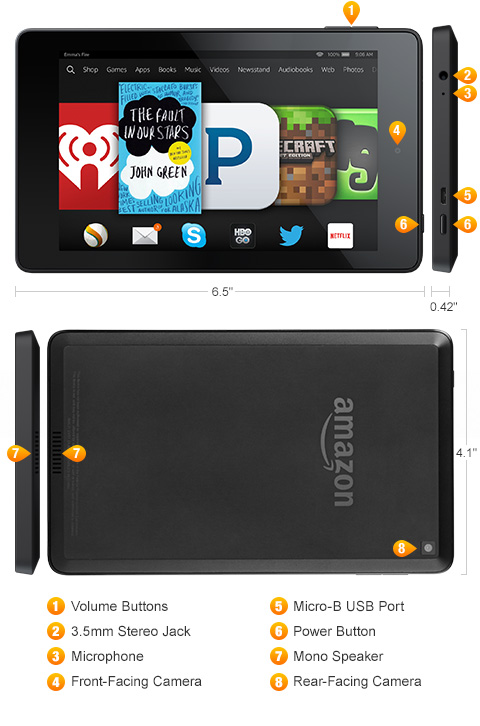 1
Emma's Fire 100% 9:06 AM
Shop Games Apps Books Music Videos Newsstand Audiobooks Web Photos D
2
3
4
THE FAULT
IN OUR STARS
JOHN GREEN
P
CRAFT
HBO
GO
NETFLIX
5
6
6
6.5"
0.42"
7
7
amazon
4.1"
8
1 Volume Buttons
2 3.5mm Stereo Jack
3 Microphone
4 Front-Facing Camera
5 Micro-B USB Port
6 Power Button
7 Mono Speaker
8 Rear-Facing Camera